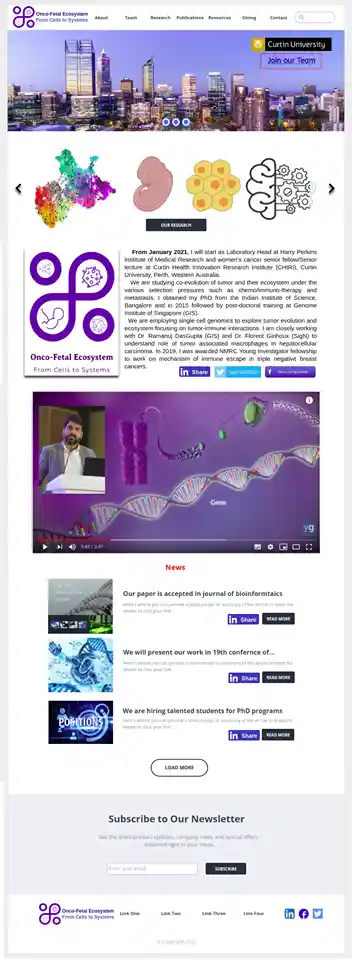 Onco-Fetal Ecosystem
From Cells to Systems
About
Team
Research
Publications
Resources
Giving
Contact
Curtin University
Join our Team
OUR RESEARCH
From January 2021, I will start as Laboratory Head at Harry Perkins
Institute of Medical Research and women's cancer senior fellow/Senior
lecturer at Curtin Health Innovation Research Institute (CHIRI), Curtin
University, Perth, Western Australia.
We are studying co-evolution of tumor and their ecosystem under the
various selection pressures such as chemo/immuno-therapy and
metastasis. I obtained my PhD from the Indian Institute of Science,
Bangalore and in 2015 followed by post-doctoral training at Genome
Institute of Singapore (GIS).
We are employing single cell genomics to explore tumor evolution and
ecosystem focusing on tumor-immune interactions. I am closely working
with Dr. Ramanuj DasGupta (GIS) and Dr. Florent Ginhoux (SigN) to
understand role of tumor associated macrophages in hepatocellular
carcinoma. In 2019, I was awarded NMRC Young Investigator fellowship
to work on mechanism of immune escape in triple negative breast
cancers.
Onco-Fetal Ecosystem
From Cells to Systems
in Share
Gene
yg
0:42 / 2:47
News
Our paper is accepted in journal of bioinformtaics
in Share
READ MORE
We will present our work in 19th confernce of...
in Share
READ MORE
POSITIONS
We are hiring talented students for PhD programs
in Share
READ MORE
LOAD MORE
Subscribe to Our Newsletter
Get the latest product updates, company news, and special offers
delivered right to your inbox.
Enter your email
SUBSCRIBE
Onco-Fetal Ecosystem
From Cells to Systems
Link One
Link Two
Link Three
Link Four